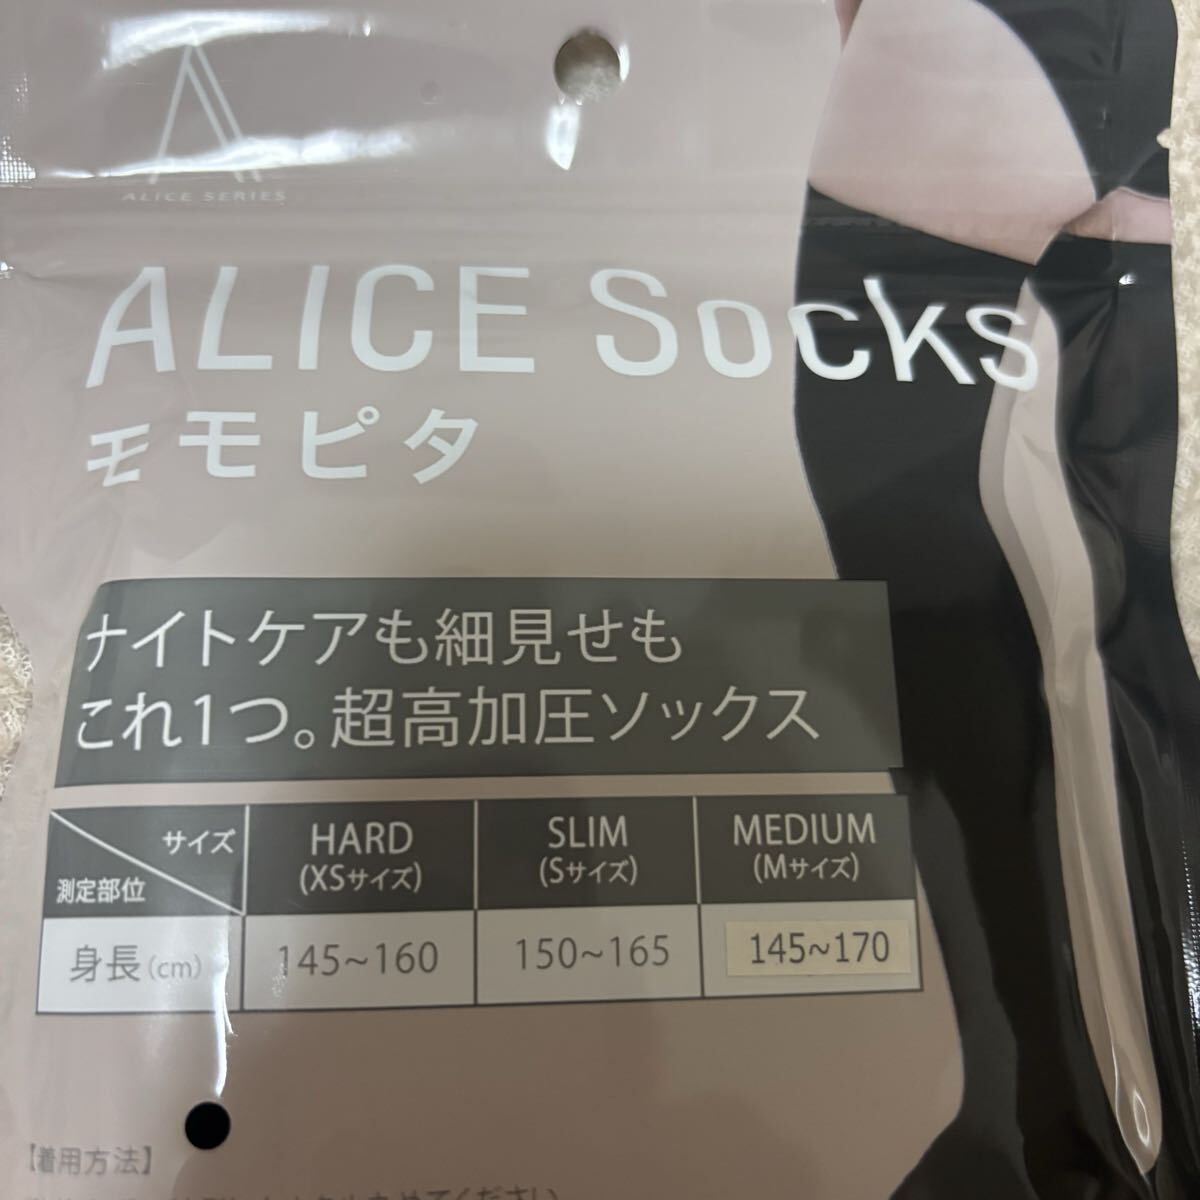 ALICE SERIES
ALICE Socks
モモピタ
ナイトケアも細見せも
これ1つ。超高加圧ソックス
サイズ 測定部位 HARD (XSサイズ) SLIM (Sサイズ) MEDIUM (Mサイズ)
身長(cm) 145~160 150~165 145~170
【着用方法】